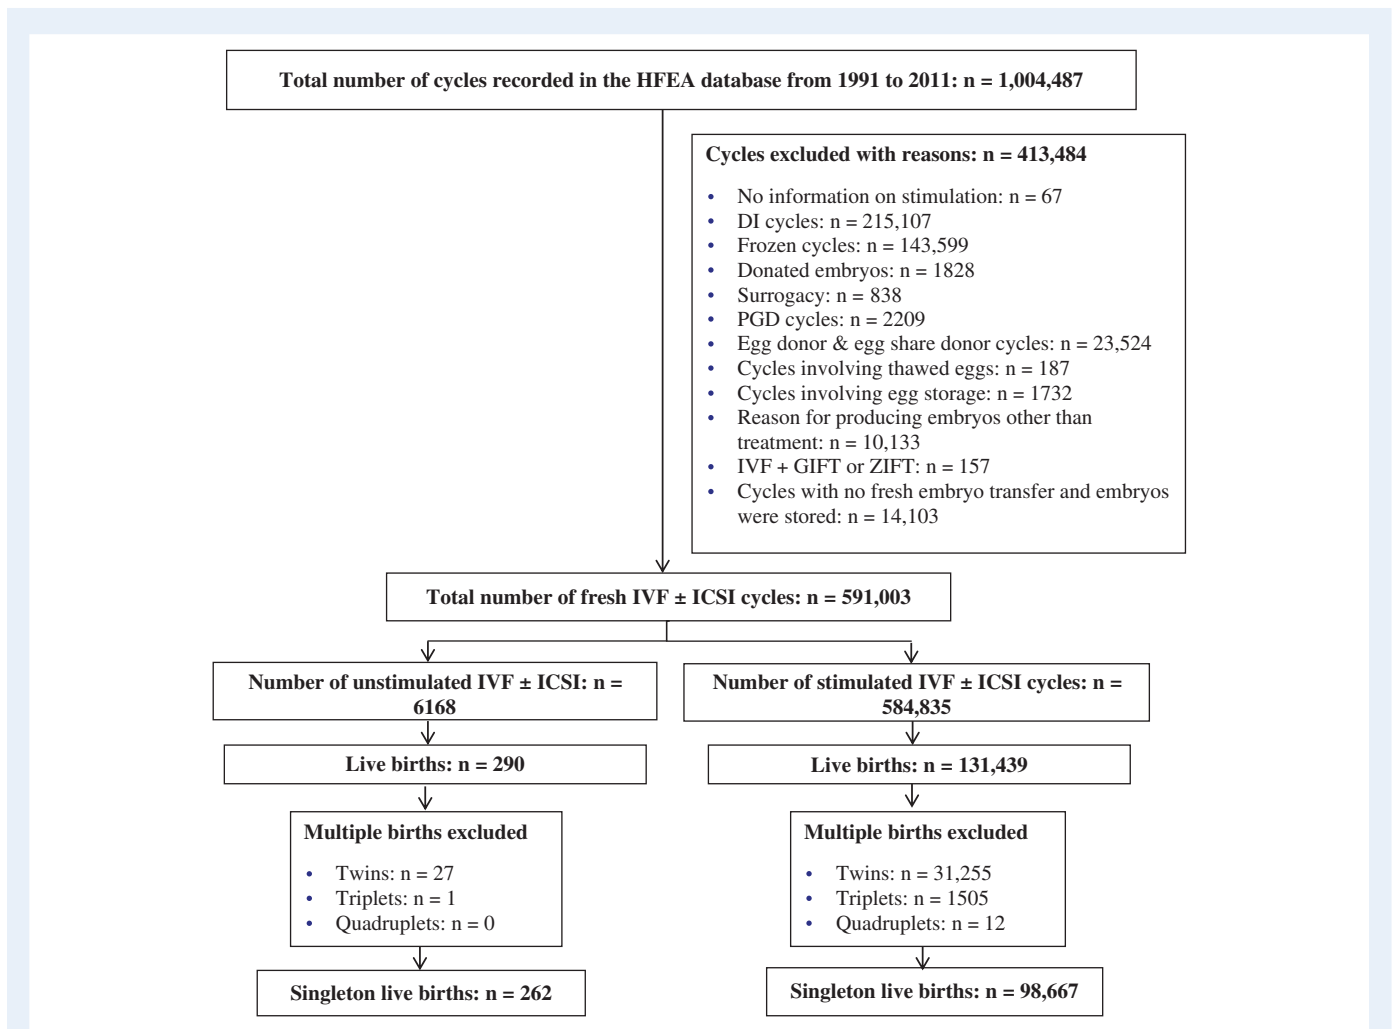 Total number of cycles recorded in the HFEA database from 1991 to 2011: n = 1,004,487
Cycles excluded with reasons: n = 413,484
• No information on stimulation: n = 67
• DI cycles: n = 215,107
• Frozen cycles: n = 143,599
• Donated embryos: n = 1828
• Surrogacy: n = 838
• PGD cycles: n = 2209
• Egg donor & egg share donor cycles: n = 23,524
• Cycles involving thawed eggs: n = 187
• Cycles involving egg storage: n = 1732
• Reason for producing embryos other than
treatment: n = 10,133
• IVF + GIFT or ZIFT: n = 157
• Cycles with no fresh embryo transfer and embryos
were stored: n = 14,103
Total number of fresh IVF ± ICSI cycles: n = 591,003
Number of unstimulated IVF ± ICSI: n =
6168
Number of stimulated IVF ± ICSI cycles: n =
584,835
Live births: n = 290
Live births: n = 131,439
Multiple births excluded
• Twins: n = 27
• Triplets: n = 1
• Quadruplets: n = 0
Multiple births excluded
• Twins: n = 31,255
• Triplets: n = 1505
• Quadruplets: n = 12
Singleton live births: n = 262
Singleton live births: n = 98,667